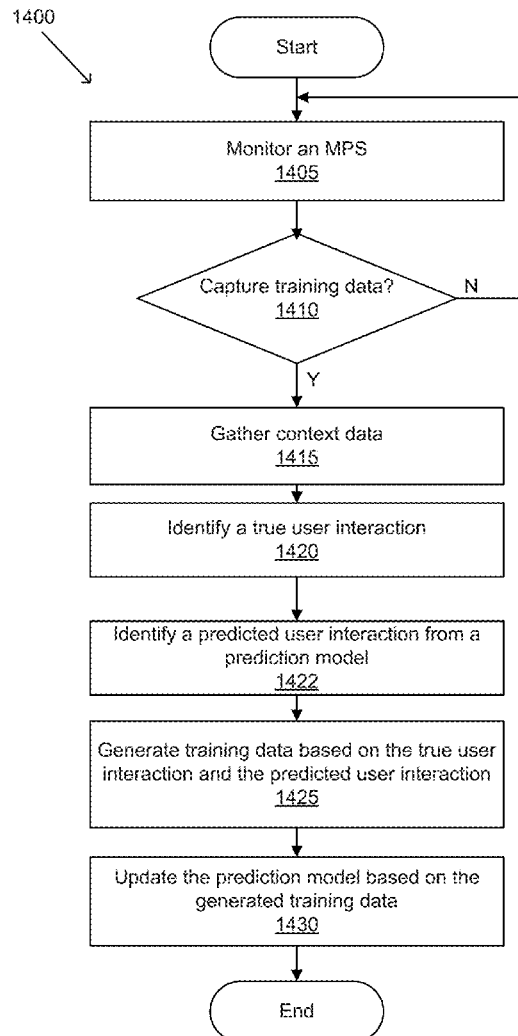 1400
Start
Monitor an MPS
1405
Capture training data?
1410
N
Y
Gather context data
1415
Identify a true user interaction
1420
Identify a predicted user interaction from a
prediction model
1422
Generate training data based on the true user
interaction and the predicted user interaction
1425
Update the prediction model based on the
generated training data
1430
End